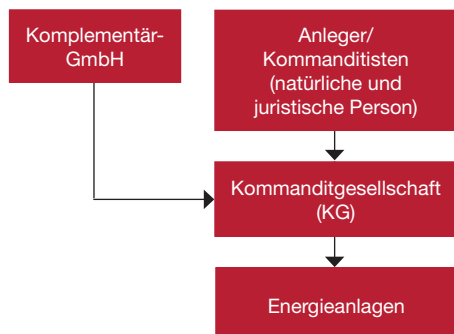 Komplementär-
GmbH
Anleger/
Kommanditisten
(natürliche und
juristische Person)
Kommanditgesellschaft
(KG)
Energieanlagen